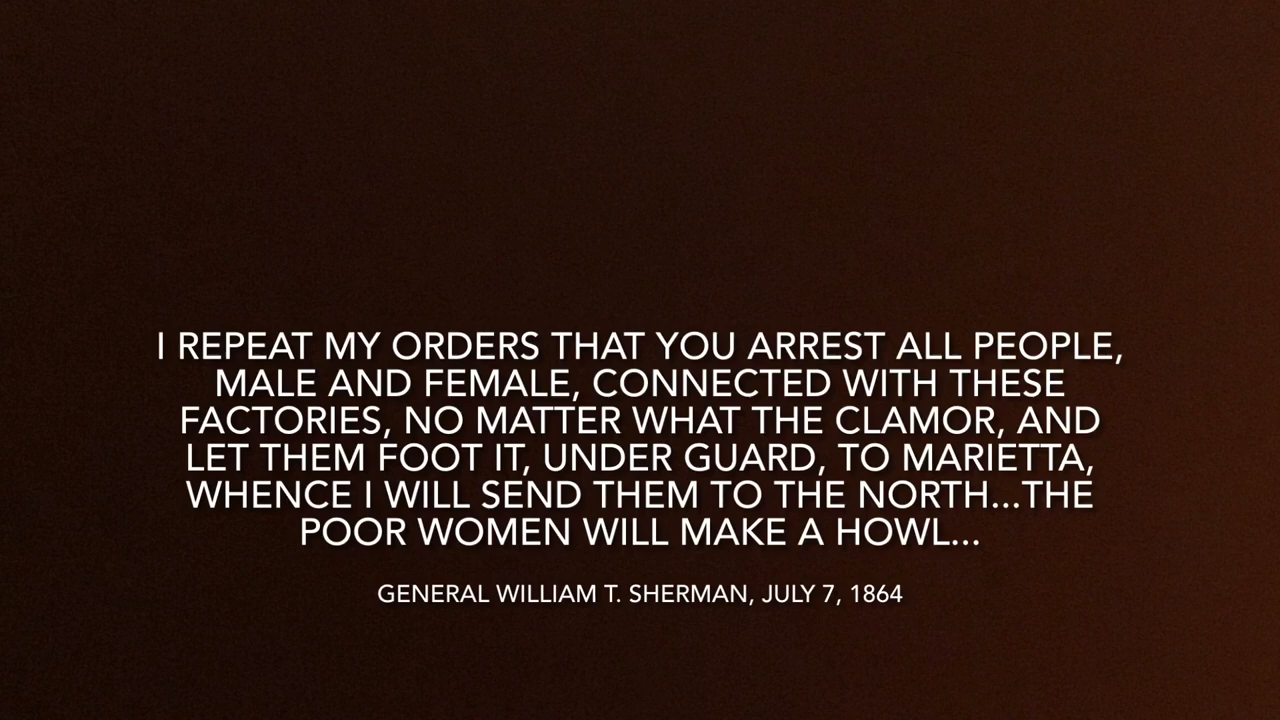 I REPEAT MY ORDERS THAT YOU ARREST ALL PEOPLE,
MALE AND FEMALE, CONNECTED WITH THESE
FACTORIES, NO MATTER WHAT THE CLAMOR, AND
LET THEM FOOT IT, UNDER GUARD, TO MARIETTA,
WHENCE I WILL SEND THEM TO THE NORTH...THE
POOR WOMEN WILL MAKE A HOWL...
GENERAL WILLIAM T. SHERMAN, JULY 7, 1864